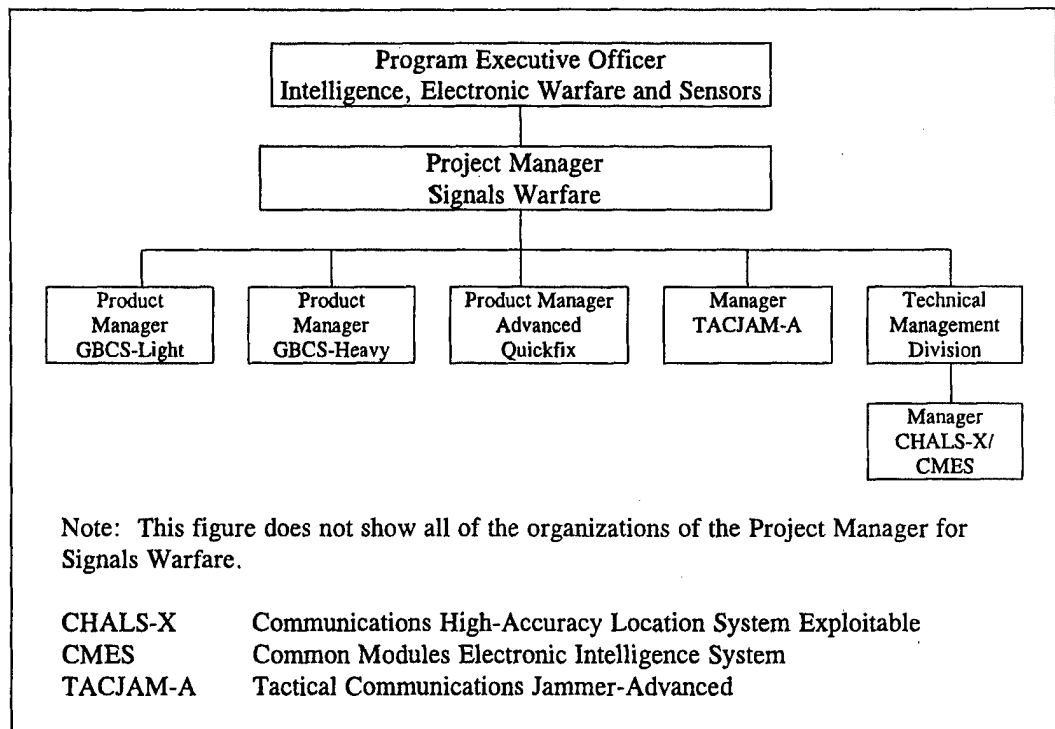 Program Executive Officer
Intelligence, Electronic Warfare and Sensors
Project Manager
Signals Warfare
Product
Manager
GBCS-Light
Product
Manager
GBCS-Heavy
Product Manager
Advanced
Quickfix
Manager
TACJAM-A
Technical
Management
Division
Manager
CHALS-X/
CMES
Note: This figure does not show all of the organizations of the Project Manager for
Signals Warfare.
CHALS-X Communications High-Accuracy Location System Exploitable
CMES Common Modules Electronic Intelligence System
TACJAM-A Tactical Communications Jammer-Advanced